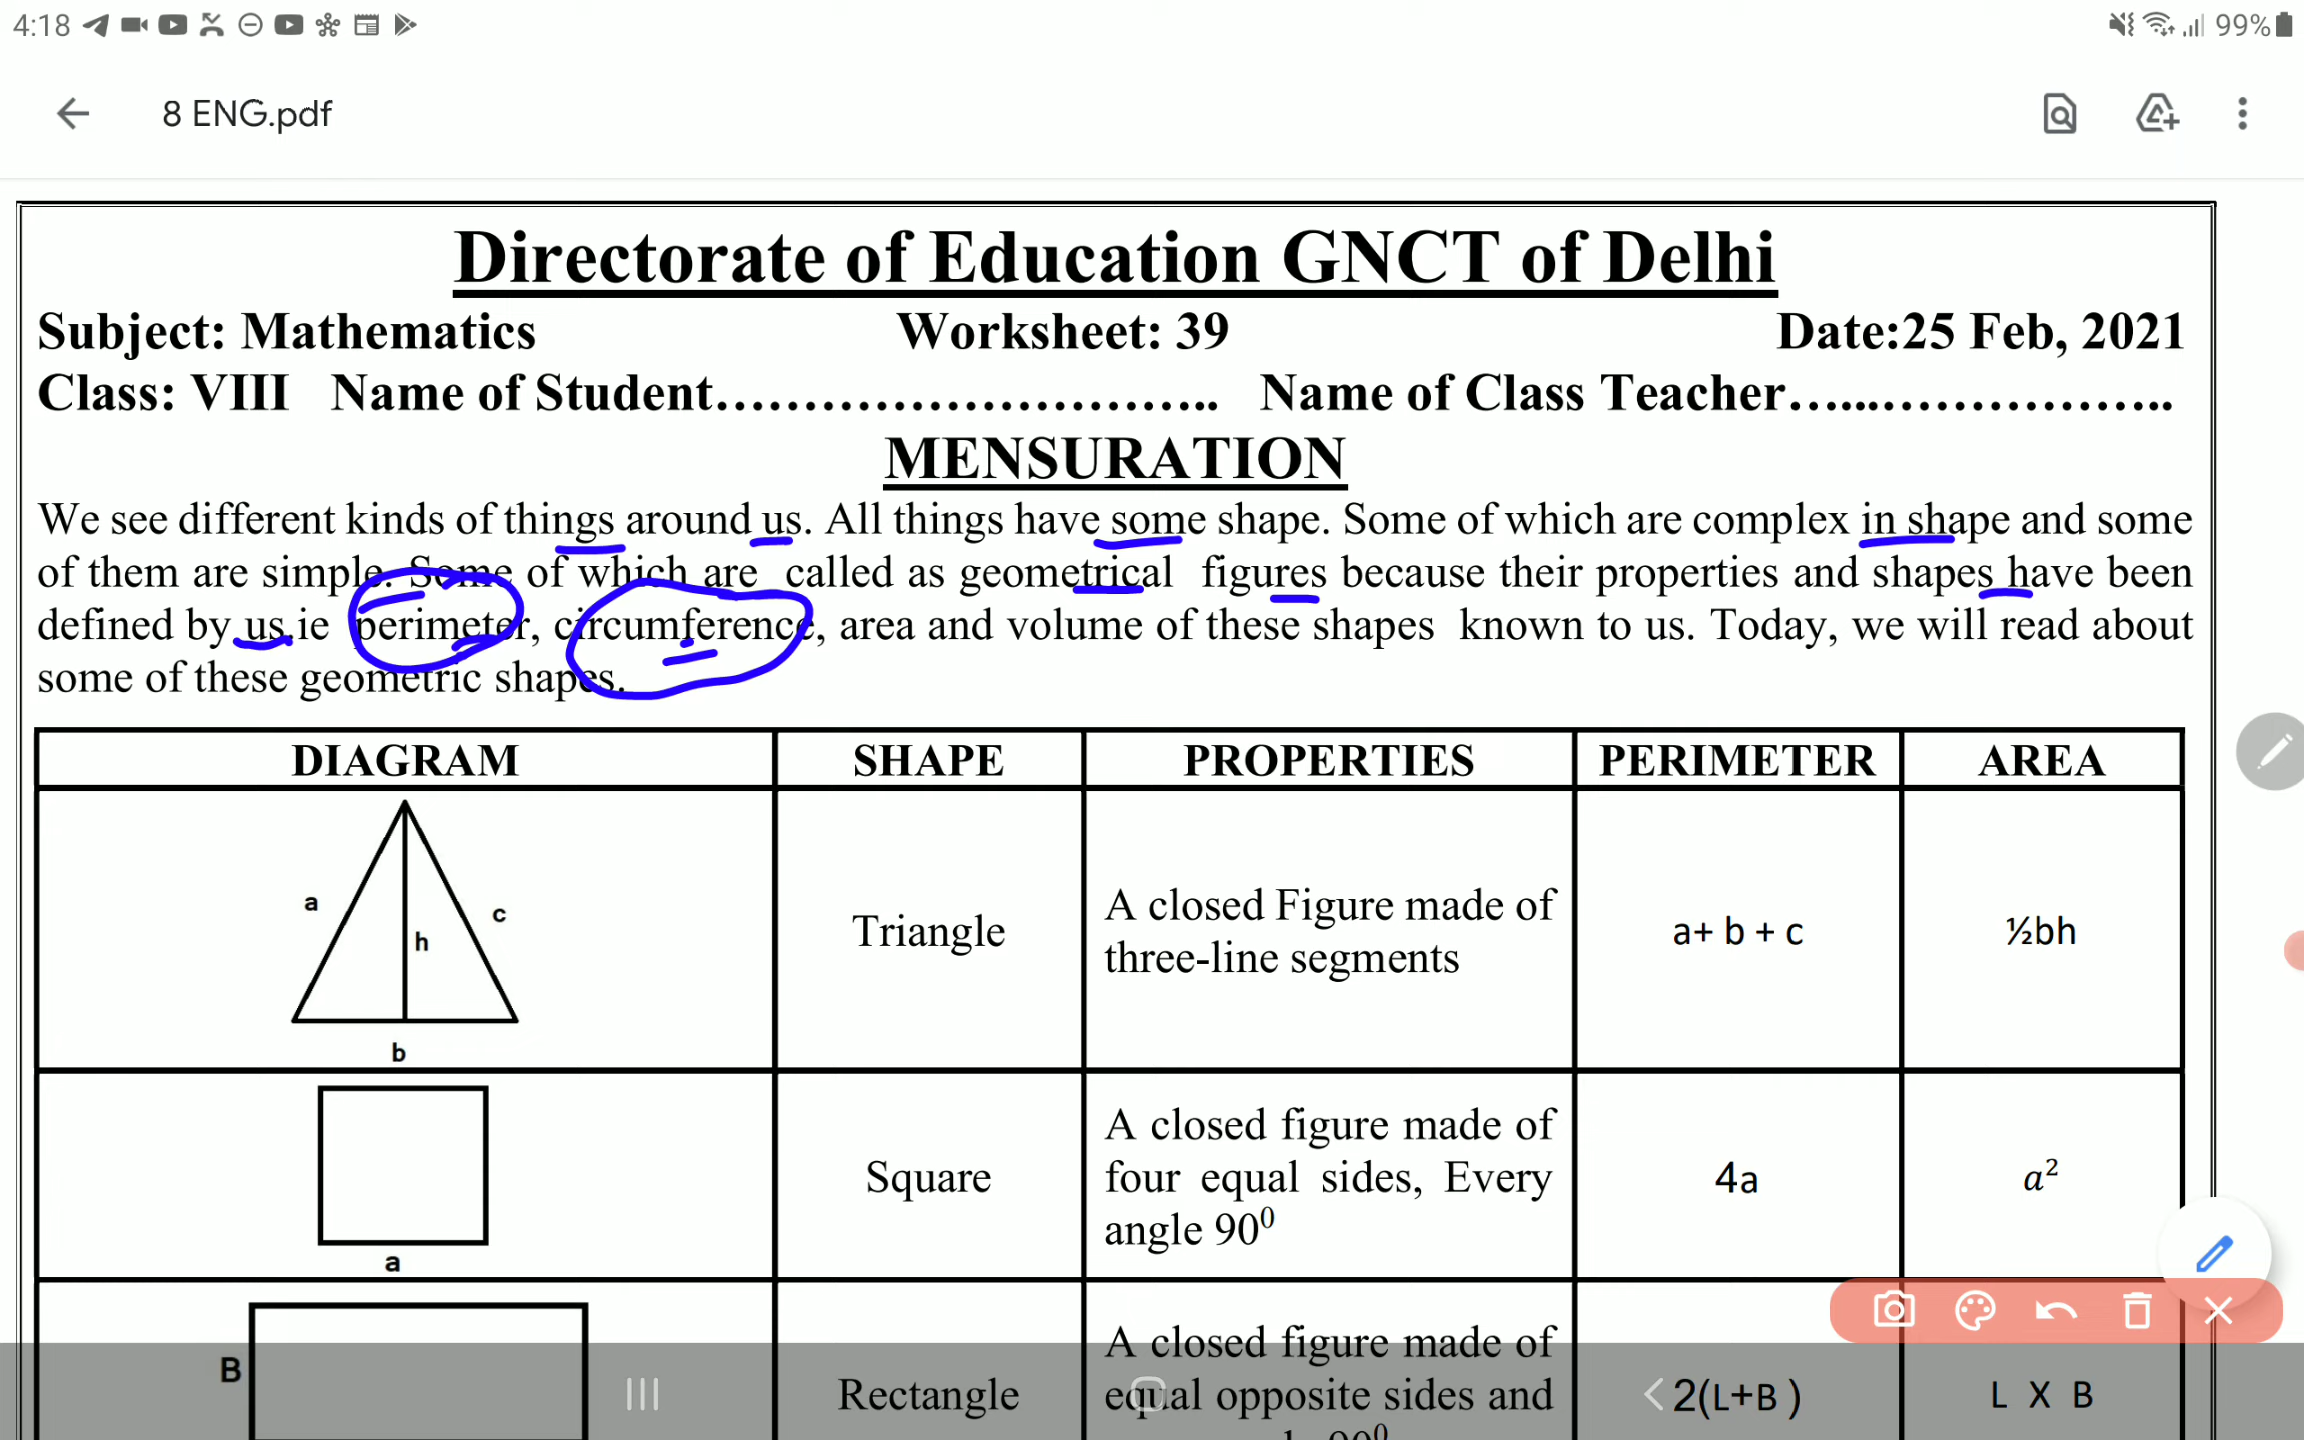 4:18 99%
8 ENG.pdf
Directorate of Education GNCT of Delhi
Subject: Mathematics Worksheet: 39 Date:25 Feb, 2021
Class: VIII Name of Student……………………….. Name of Class Teacher…...………………..
MENSURATION
We see different kinds of things around us. All things have some shape. Some of which are complex in shape and some
of them are simple. Some of which are called as geometrical figures because their properties and shapes have been
defined by us.ie perimeter, circumference, area and volume of these shapes known to us. Today, we will read about
some of these geometric shapes.
DIAGRAM SHAPE PROPERTIES PERIMETER AREA
a
c
h
b
Triangle
A closed Figure made of
three-line segments
a+ b + c
½bh
a
Square
A closed figure made of
four equal sides, Every
angle 90⁰
4a
a²
B
Rectangle
A closed figure made of
equal opposite sides and
2(L+B )
L X B